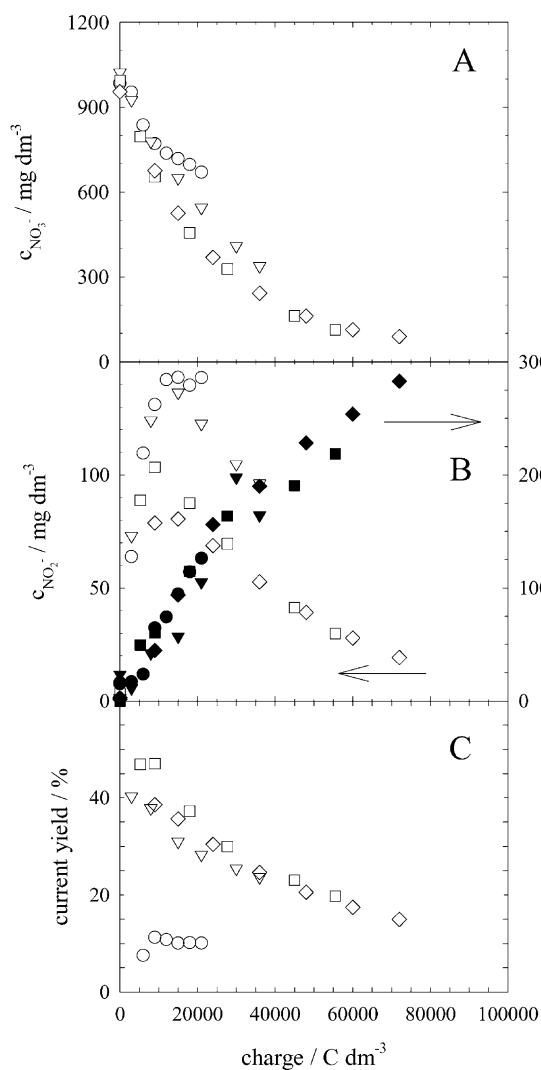 1200
A
900
600
300
0
c_NO₃⁻ / mg dm⁻³
300
B
100
200
50
100
0
0
c_NO₂⁻ / mg dm⁻³
C
40
20
0
current yield / %
0 20000 40000 60000 80000 100000
charge / C dm⁻³